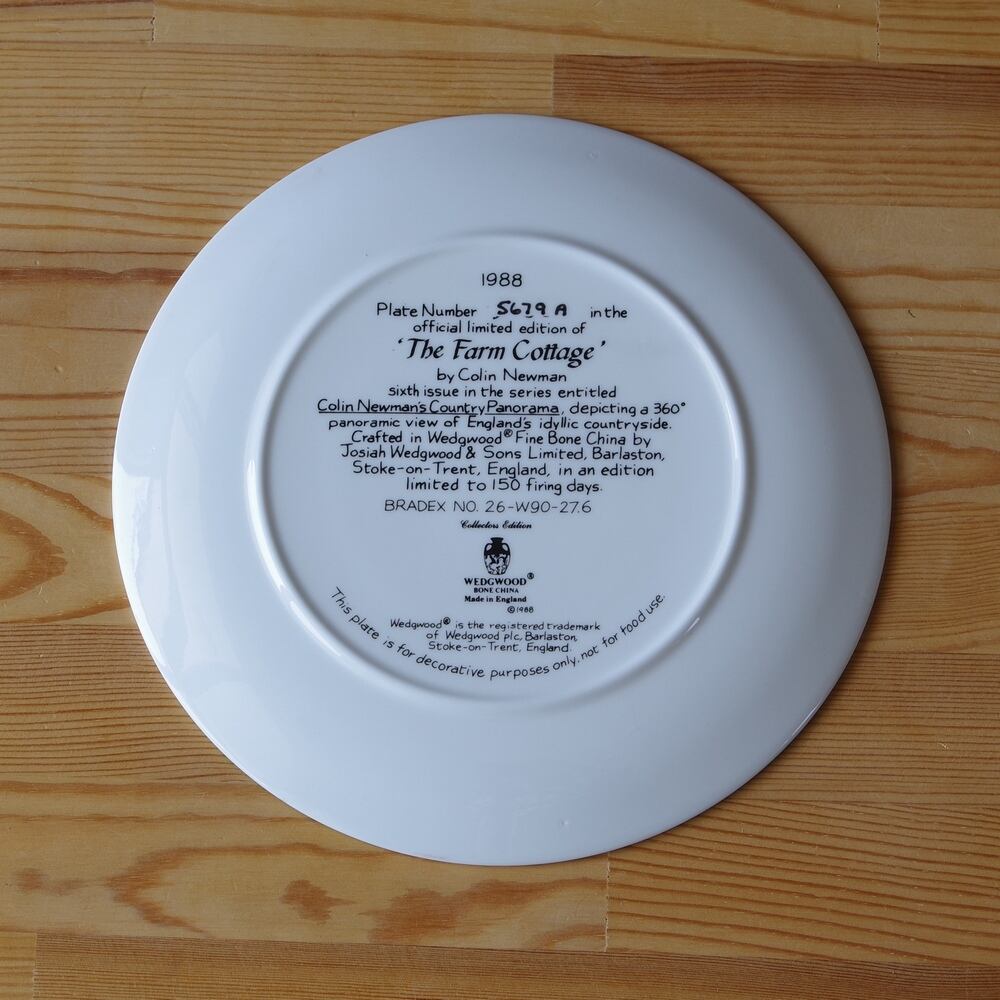 1988
Plate Number 5679 A in the
official limited edition of
'The Farm Cottage'
by Colin Newman
sixth issue in the series entitled
Colin Newman's Country Panorama, depicting a 360°
panoramic view of England's idyllic countryside.
Crafted in Wedgwood® Fine Bone China by
Josiah Wedgwood & Sons Limited, Barlaston,
Stoke-on-Trent, England, in an edition
limited to 150 firing days.
BRADEX NO. 26-W90-27.6
Collectors Edition
WEDGWOOD®
BONE CHINA
Made in England
©1988
Wedgwood® is the registered trademark
of Wedgwood plc, Barlaston,
Stoke-on-Trent, England.
This plate is for decorative purposes only, not for food use.